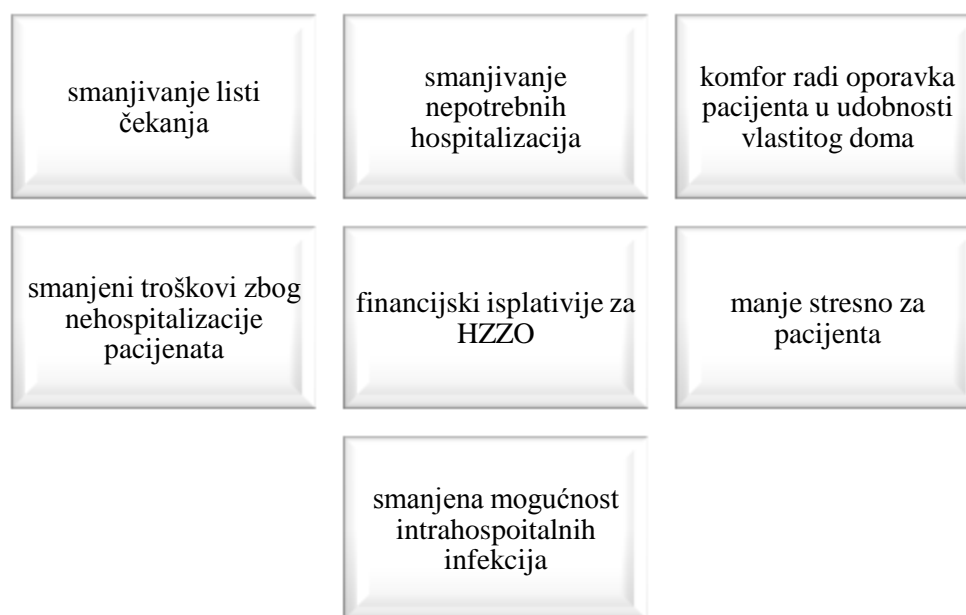 smanjivanje listi
čekanja
smanjivanje
nepotrebnih
hospitalizacija
komfor radi oporavka
pacijenta u udobnosti
vlastitog doma
smanjeni troškovi zbog
nehospitalizacije
pacijenata
financijski isplativije za
HZZO
manje stresno za
pacijenta
smanjena mogućnost
intrahospoitalnih
infekcija